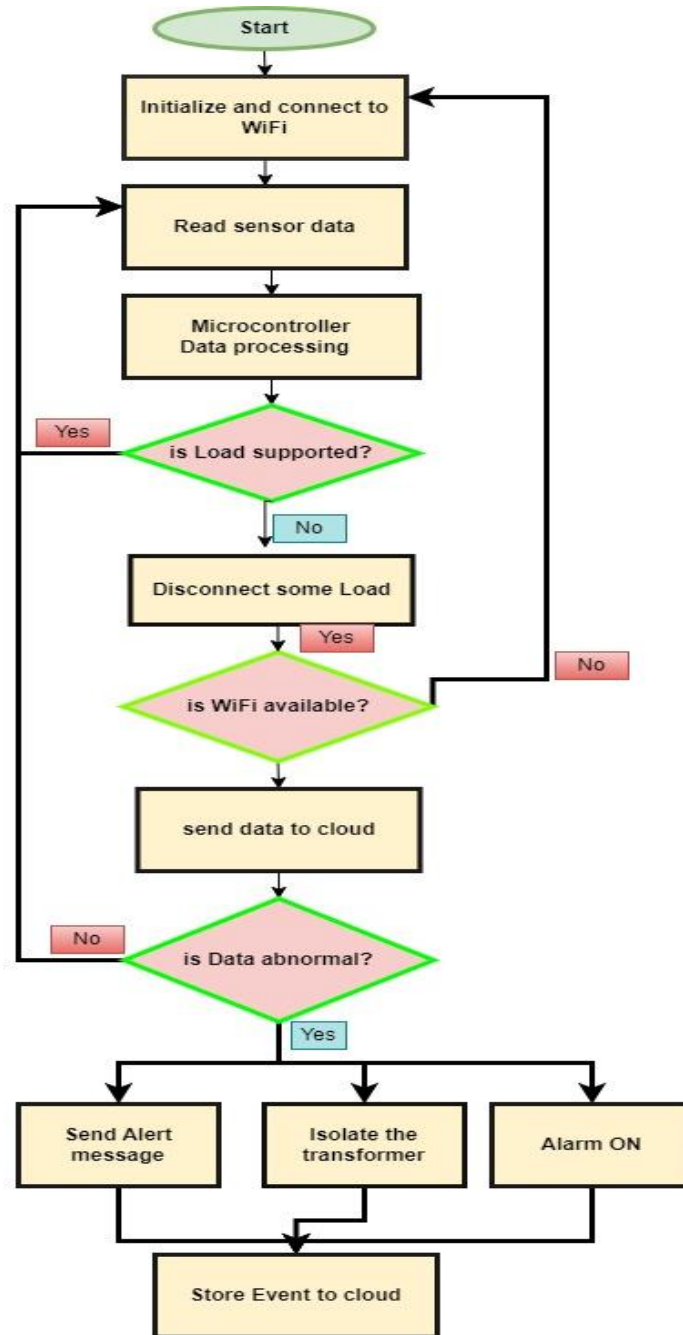 Start
Initialize and connect to
WiFi
Read sensor data
Microcontroller
Data processing
Yes
is Load supported?
No
Disconnect some Load
Yes
is WiFi available?
No
send data to cloud
No
is Data abnormal?
Yes
Send Alert
message
Isolate the
transformer
Alarm ON
Store Event to cloud